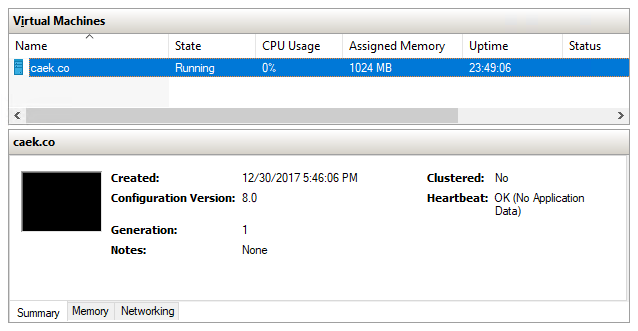 Virtual Machines
Name State CPU Usage Assigned Memory Uptime Status
caek.co Running 0% 1024 MB 23:49:06
caek.co
Created: 12/30/2017 5:46:06 PM Clustered: No
Configuration Version: 8.0 Heartbeat: OK (No Application
Data)
Generation: 1
Notes: None
Summary Memory Networking